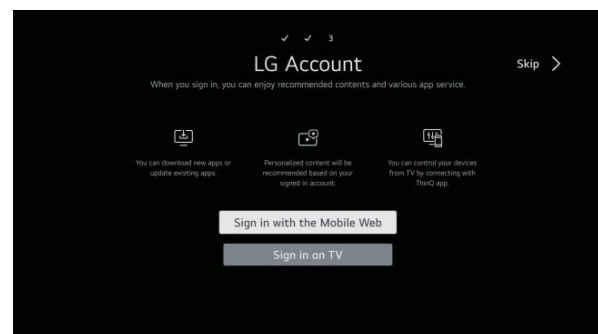 3
LG Account
Skip
When you sign in, you can enjoy recommended contents and various app service.
You can download new apps or
update existing apps.
Personalized content will be
recommended based on your
signed in account.
You can control your devices
from TV by connecting with
ThinQ app.
Sign in with the Mobile Web
Sign in on TV